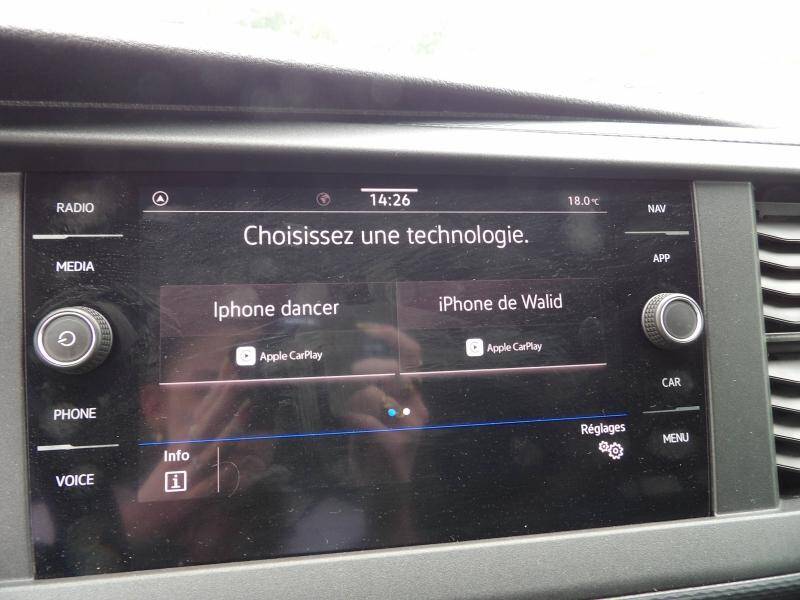 RADIO
14:26
18.0°C
NAV
Choisissez une technologie.
MEDIA
APP
Iphone dancer
iPhone de Walid
Apple CarPlay
Apple CarPlay
CAR
PHONE
Réglages
MENU
Info
VOICE